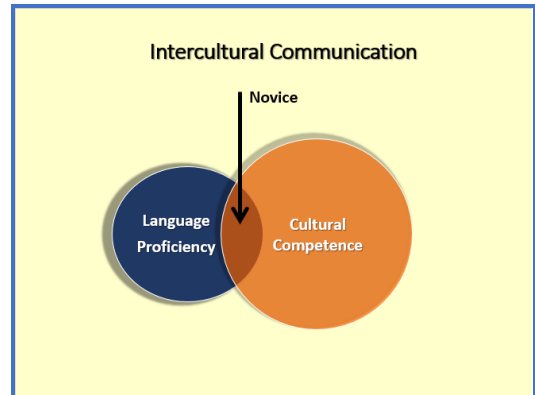 Intercultural Communication
Novice
Language
Proficiency
Cultural
Competence